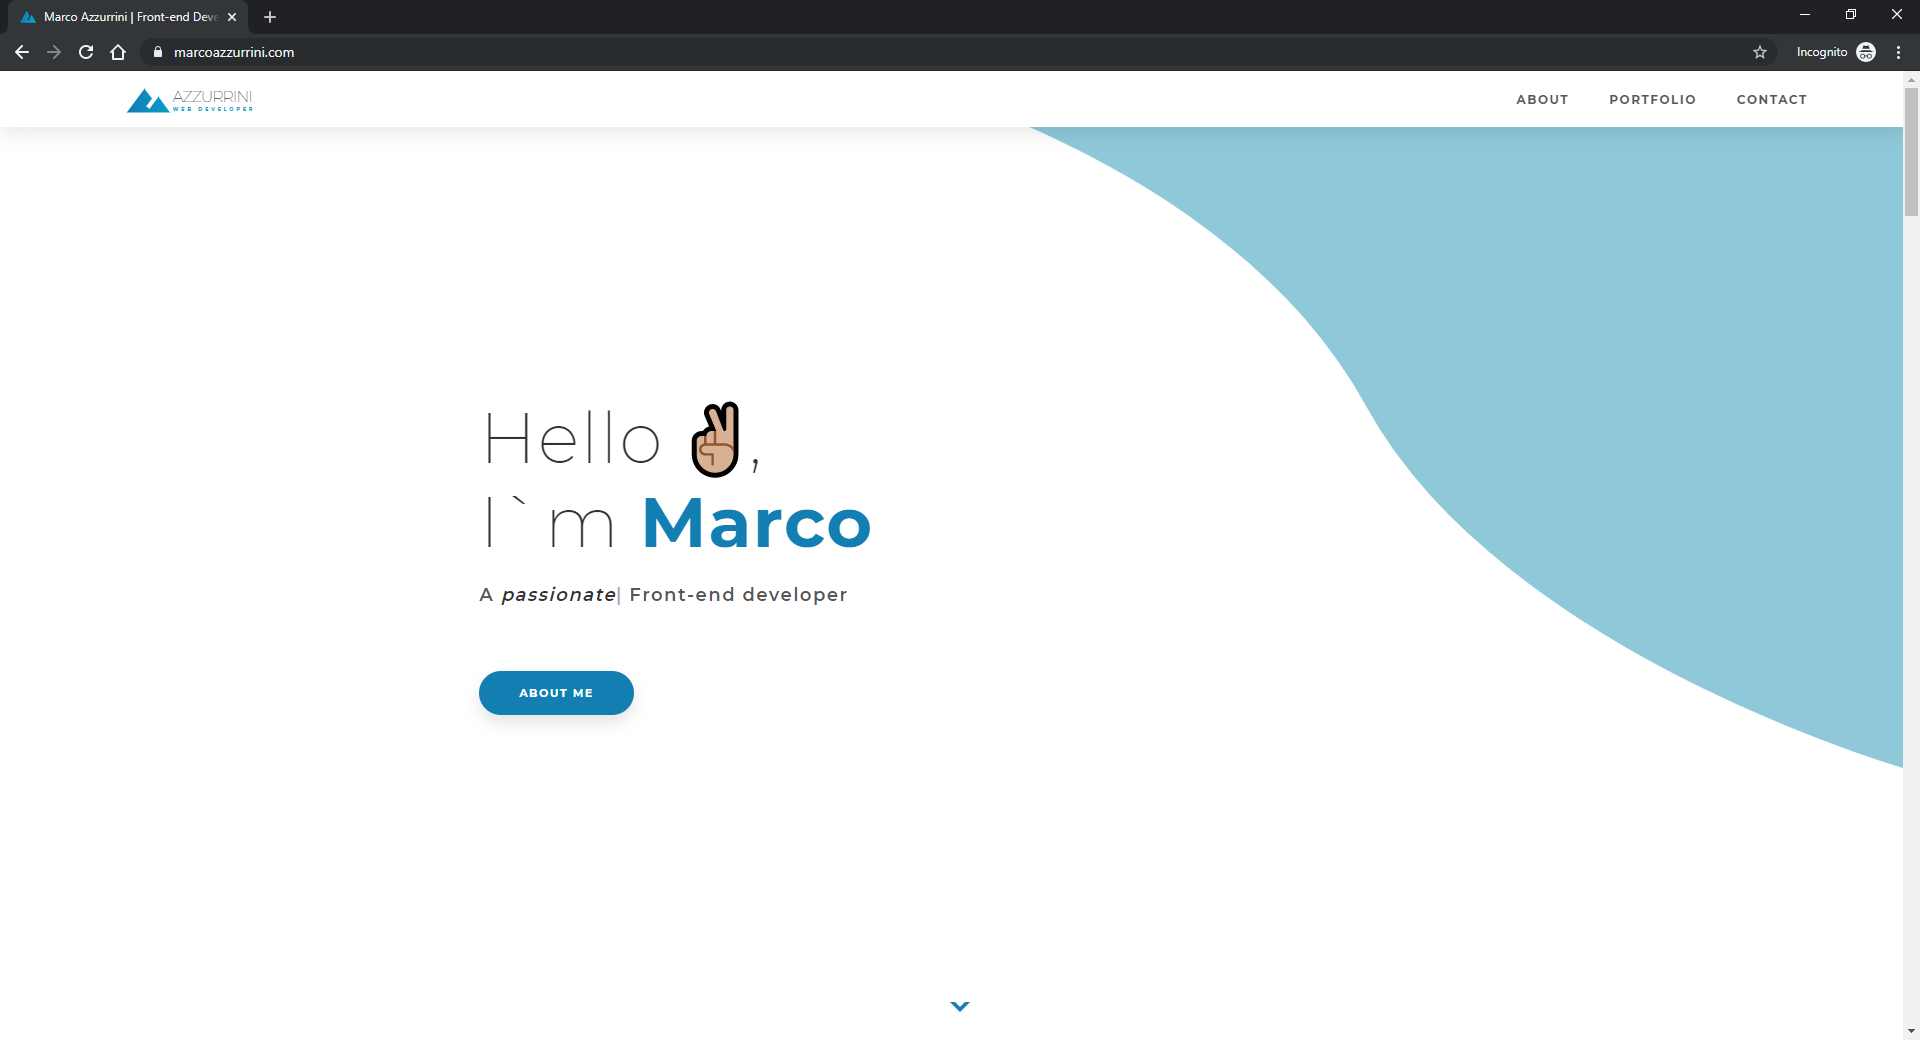 Marco Azzurrini | Front-end Deve
marcoazzurrini.com
Incognito
AZZURRINI
WEB DEVELOPER
ABOUT
PORTFOLIO
CONTACT
Hello ✌🏽,
I`m Marco
A passionate| Front-end developer
ABOUT ME